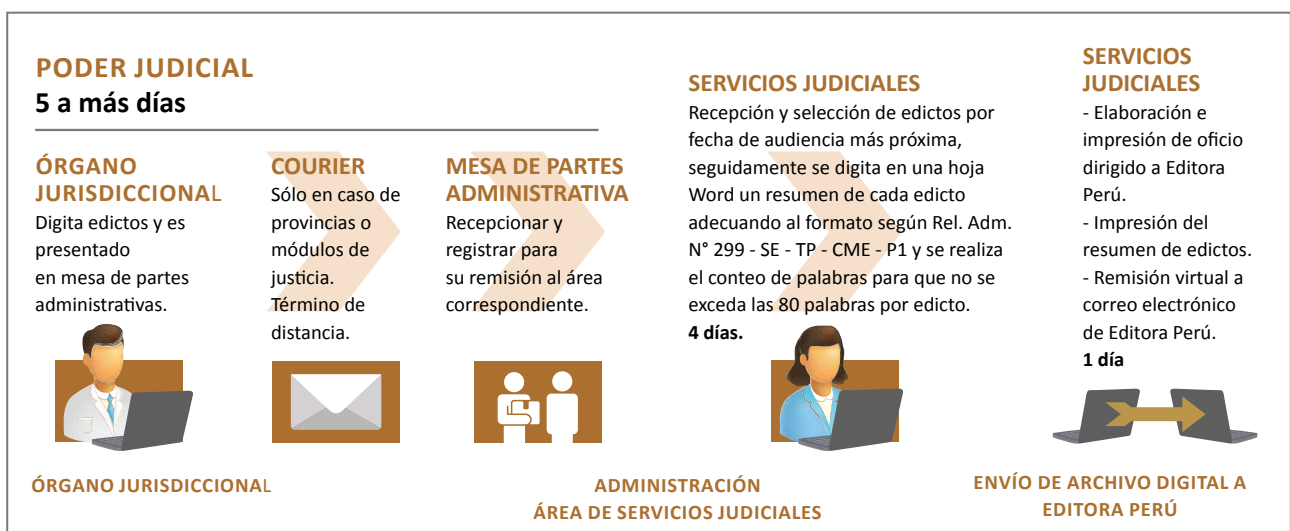 PODER JUDICIAL
5 a más días
ÓRGANO
JURISDICCIONAL
Digita edictos y es
presentado
en mesa de partes
administrativas.
COURIER
Sólo en caso de
provincias o
módulos de
justicia.
Término de
distancia.
MESA DE PARTES
ADMINISTRATIVA
Recepcionar y
registrar para
su remisión al área
correspondiente.
SERVICIOS JUDICIALES
Recepción y selección de edictos por
fecha de audiencia más próxima,
seguidamente se digita en una hoja
Word un resumen de cada edicto
adecuando al formato según Rel. Adm.
N° 299 - SE - TP - CME - P1 y se realiza
el conteo de palabras para que no se
exceda las 80 palabras por edicto.
4 días.
SERVICIOS
JUDICIALES
- Elaboración e
impresión de oficio
dirigido a Editora
Perú.
- Impresión del
resumen de edictos.
- Remisión virtual a
correo electrónico
de Editora Perú.
1 día
ÓRGANO JURISDICCIONAL
ADMINISTRACIÓN
ÁREA DE SERVICIOS JUDICIALES
ENVÍO DE ARCHIVO DIGITAL A
EDITORA PERÚ